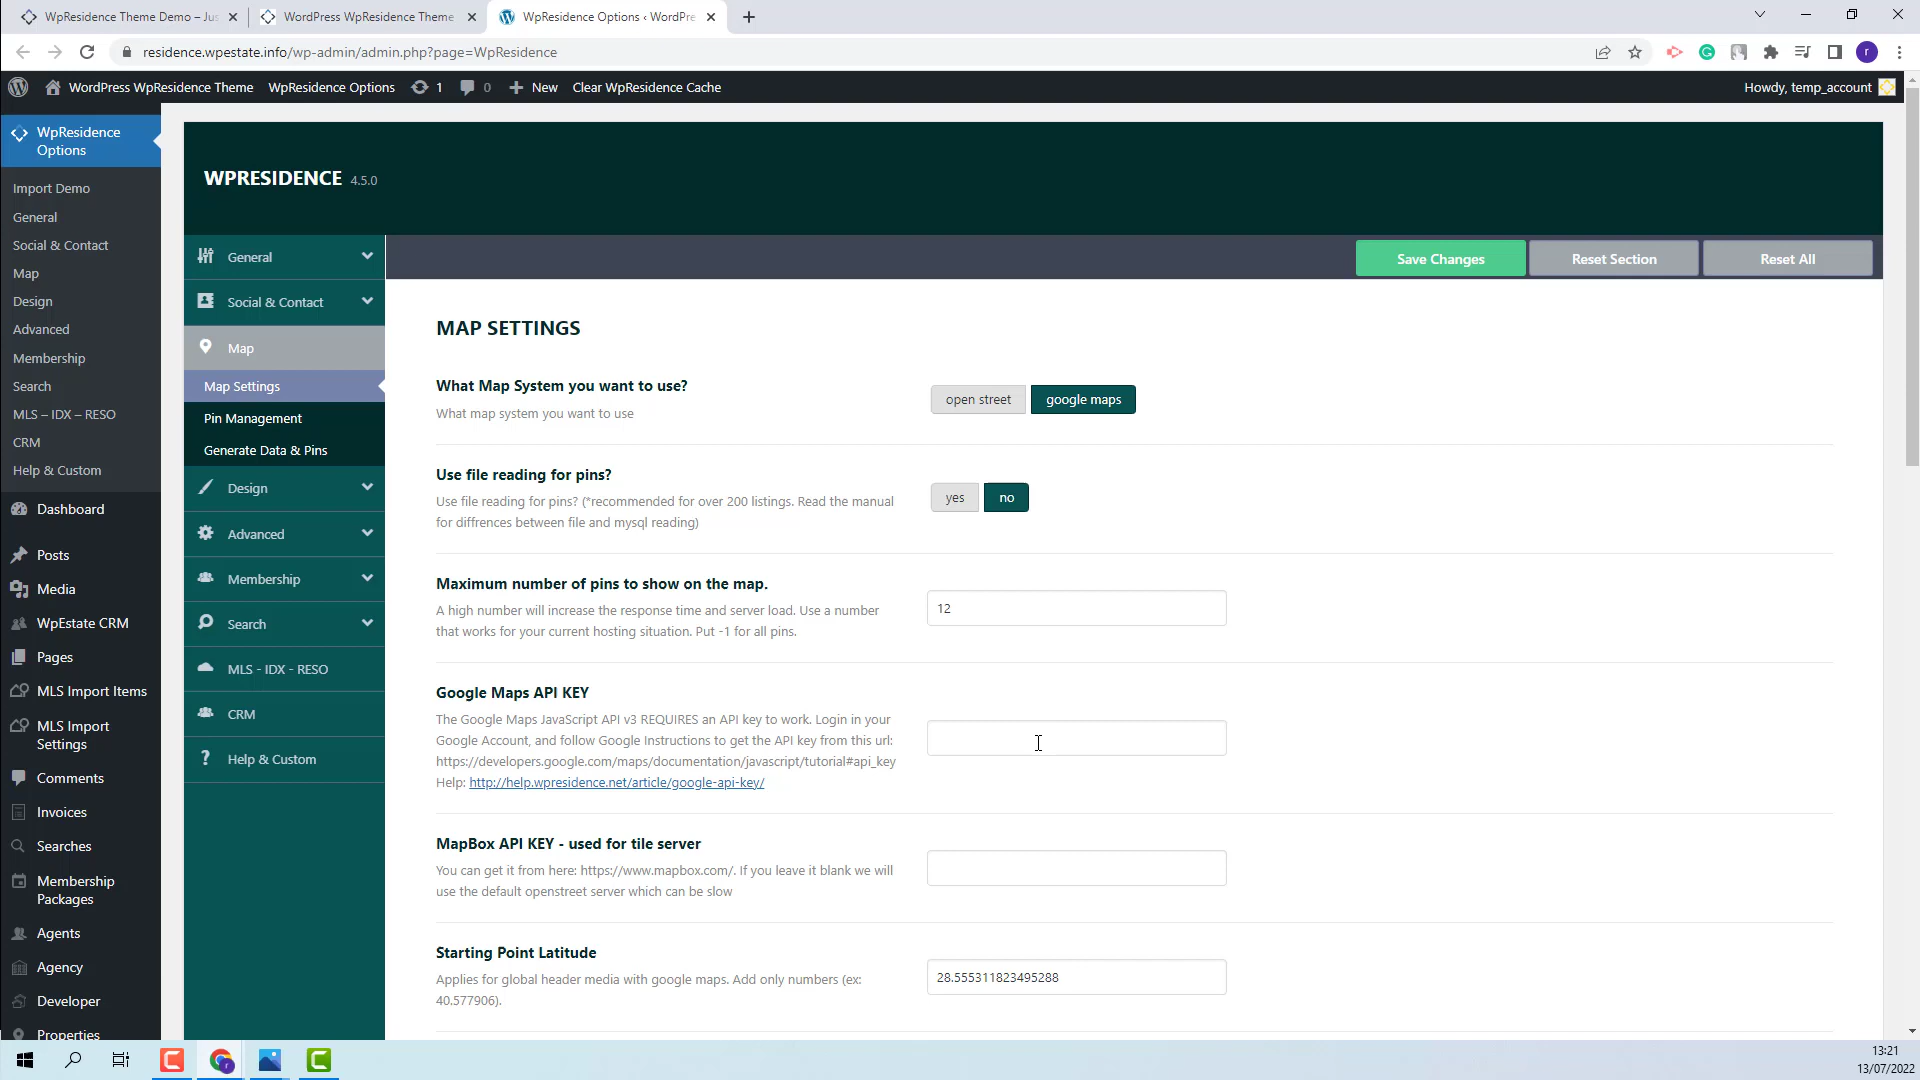 WpResidence Theme Demo – Jus
WordPress WpResidence Theme
WpResidence Options ‹ WordPre
residence.wpestate.info/wp-admin/admin.php?page=WpResidence
WordPress WpResidence Theme
WpResidence Options
1
0
New
Clear WpResidence Cache
Howdy, temp_account
WpResidence
Options
Import Demo
General
Social & Contact
Map
Design
Advanced
Membership
Search
MLS – IDX – RESO
CRM
Help & Custom
Dashboard
Posts
Media
WpEstate CRM
Pages
MLS Import Items
MLS Import
Settings
Comments
Invoices
Searches
Membership
Packages
Agents
Agency
Developer
Properties
WPRESIDENCE 4.5.0
General
Social & Contact
Map
Map Settings
Pin Management
Generate Data & Pins
Design
Advanced
Membership
Search
MLS - IDX - RESO
CRM
Help & Custom
Save Changes
Reset Section
Reset All
MAP SETTINGS
What Map System you want to use?
What map system you want to use
open street
google maps
Use file reading for pins?
Use file reading for pins? (*recommended for over 200 listings. Read the manual
for diffrences between file and mysql reading)
yes
no
Maximum number of pins to show on the map.
A high number will increase the response time and server load. Use a number
that works for your current hosting situation. Put -1 for all pins.
12
Google Maps API KEY
The Google Maps JavaScript API v3 REQUIRES an API key to work. Login in your
Google Account, and follow Google Instructions to get the API key from this url:
https://developers.google.com/maps/documentation/javascript/tutorial#api_key
Help: http://help.wpresidence.net/article/google-api-key/
MapBox API KEY - used for tile server
You can get it from here: https://www.mapbox.com/. If you leave it blank we will
use the default openstreet server which can be slow
Starting Point Latitude
Applies for global header media with google maps. Add only numbers (ex:
40.577906).
28.555311823495288
13:21
13/07/2022